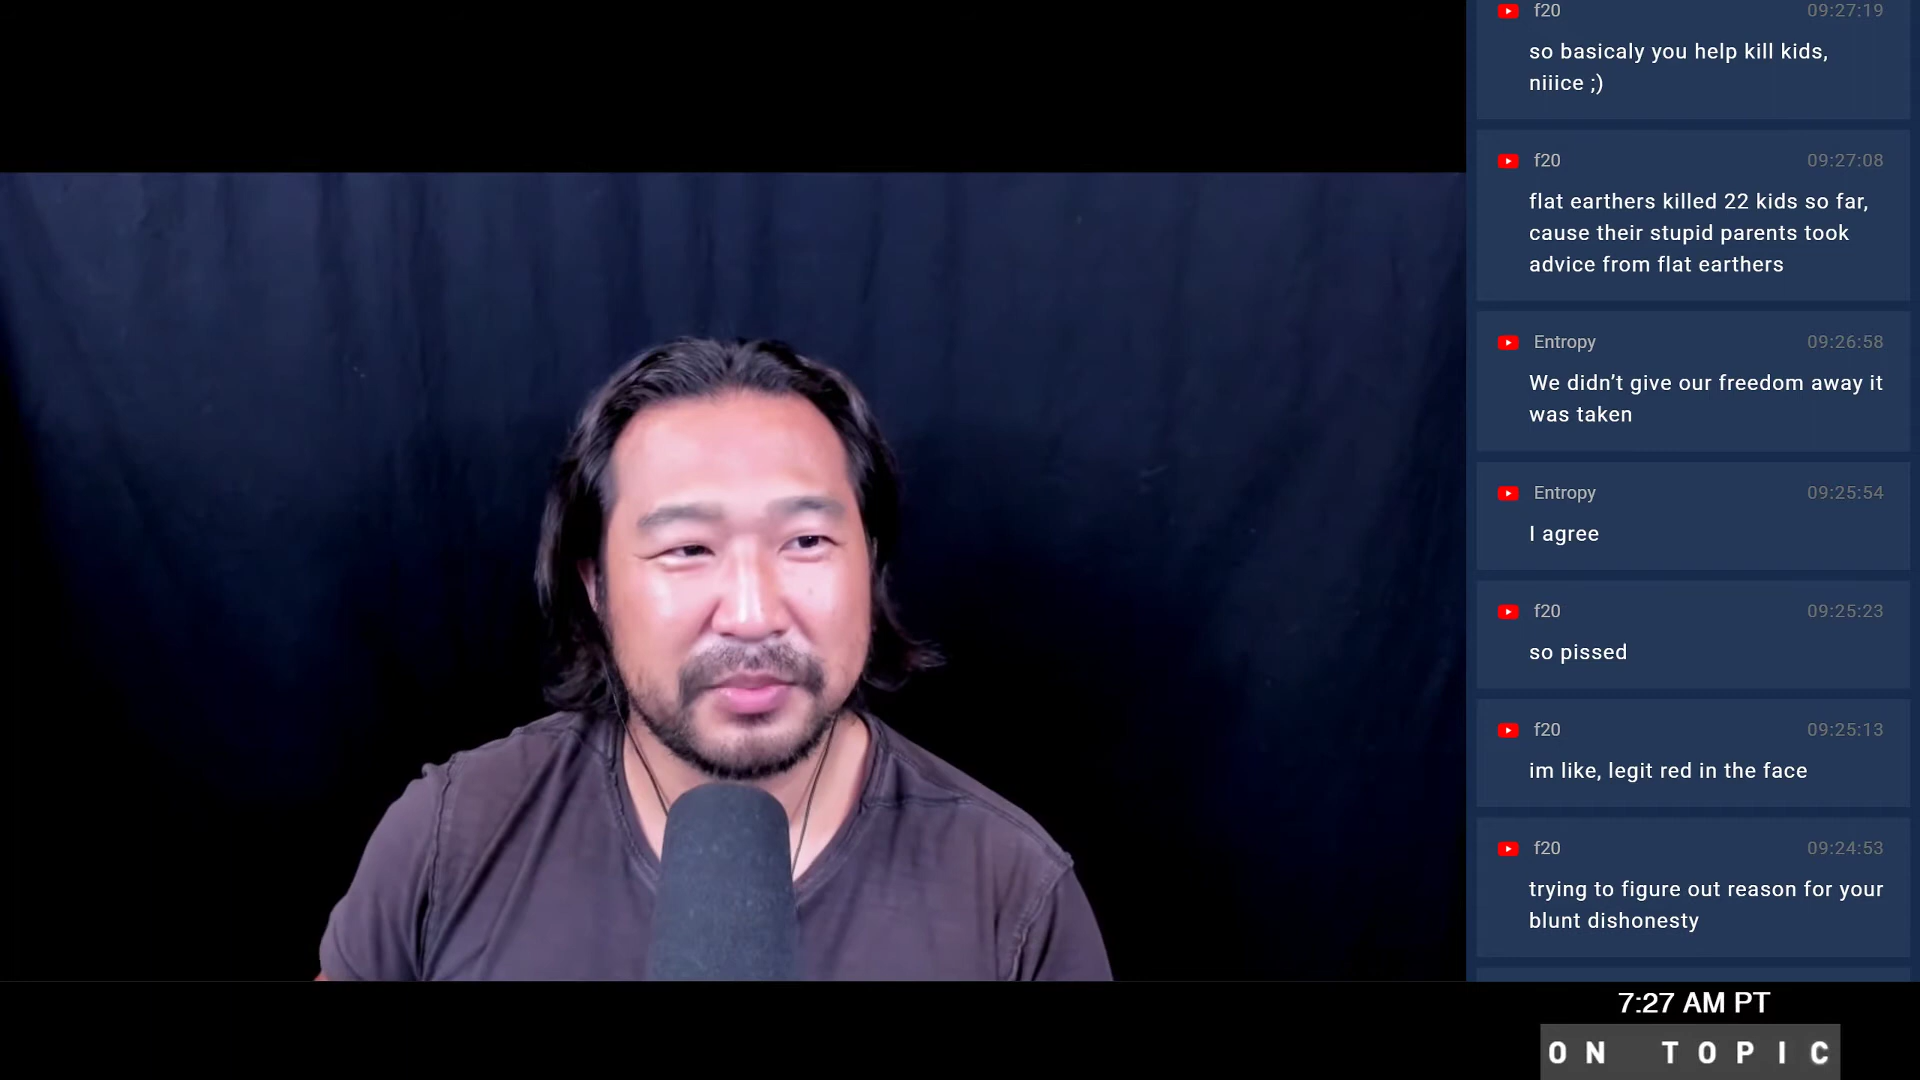 f20 09:27:19
so basicaly you help kill kids,
niiice ;)
f20 09:27:08
flat earthers killed 22 kids so far,
cause their stupid parents took
advice from flat earthers
Entropy 09:26:58
We didn’t give our freedom away it
was taken
Entropy 09:25:54
I agree
f20 09:25:23
so pissed
f20 09:25:13
im like, legit red in the face
f20 09:24:53
trying to figure out reason for your
blunt dishonesty
7:27 AM PT
ON TOPIC